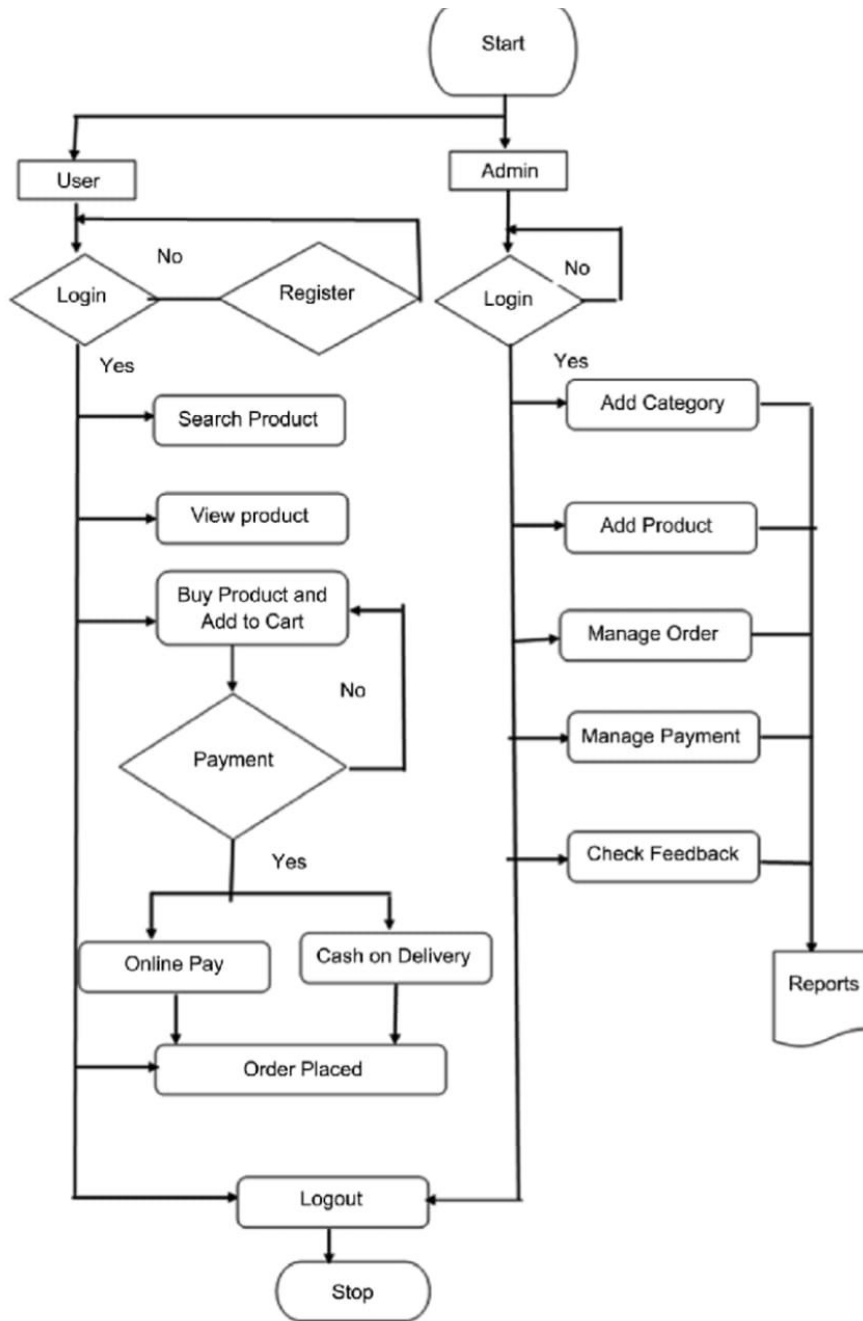 Start
User
Admin
Login
No
Register
Login
No
Yes
Yes
Search Product
Add Category
View product
Add Product
Buy Product and
Add to Cart
Manage Order
No
Payment
Manage Payment
Yes
Check Feedback
Online Pay
Cash on Delivery
Reports
Order Placed
Logout
Stop